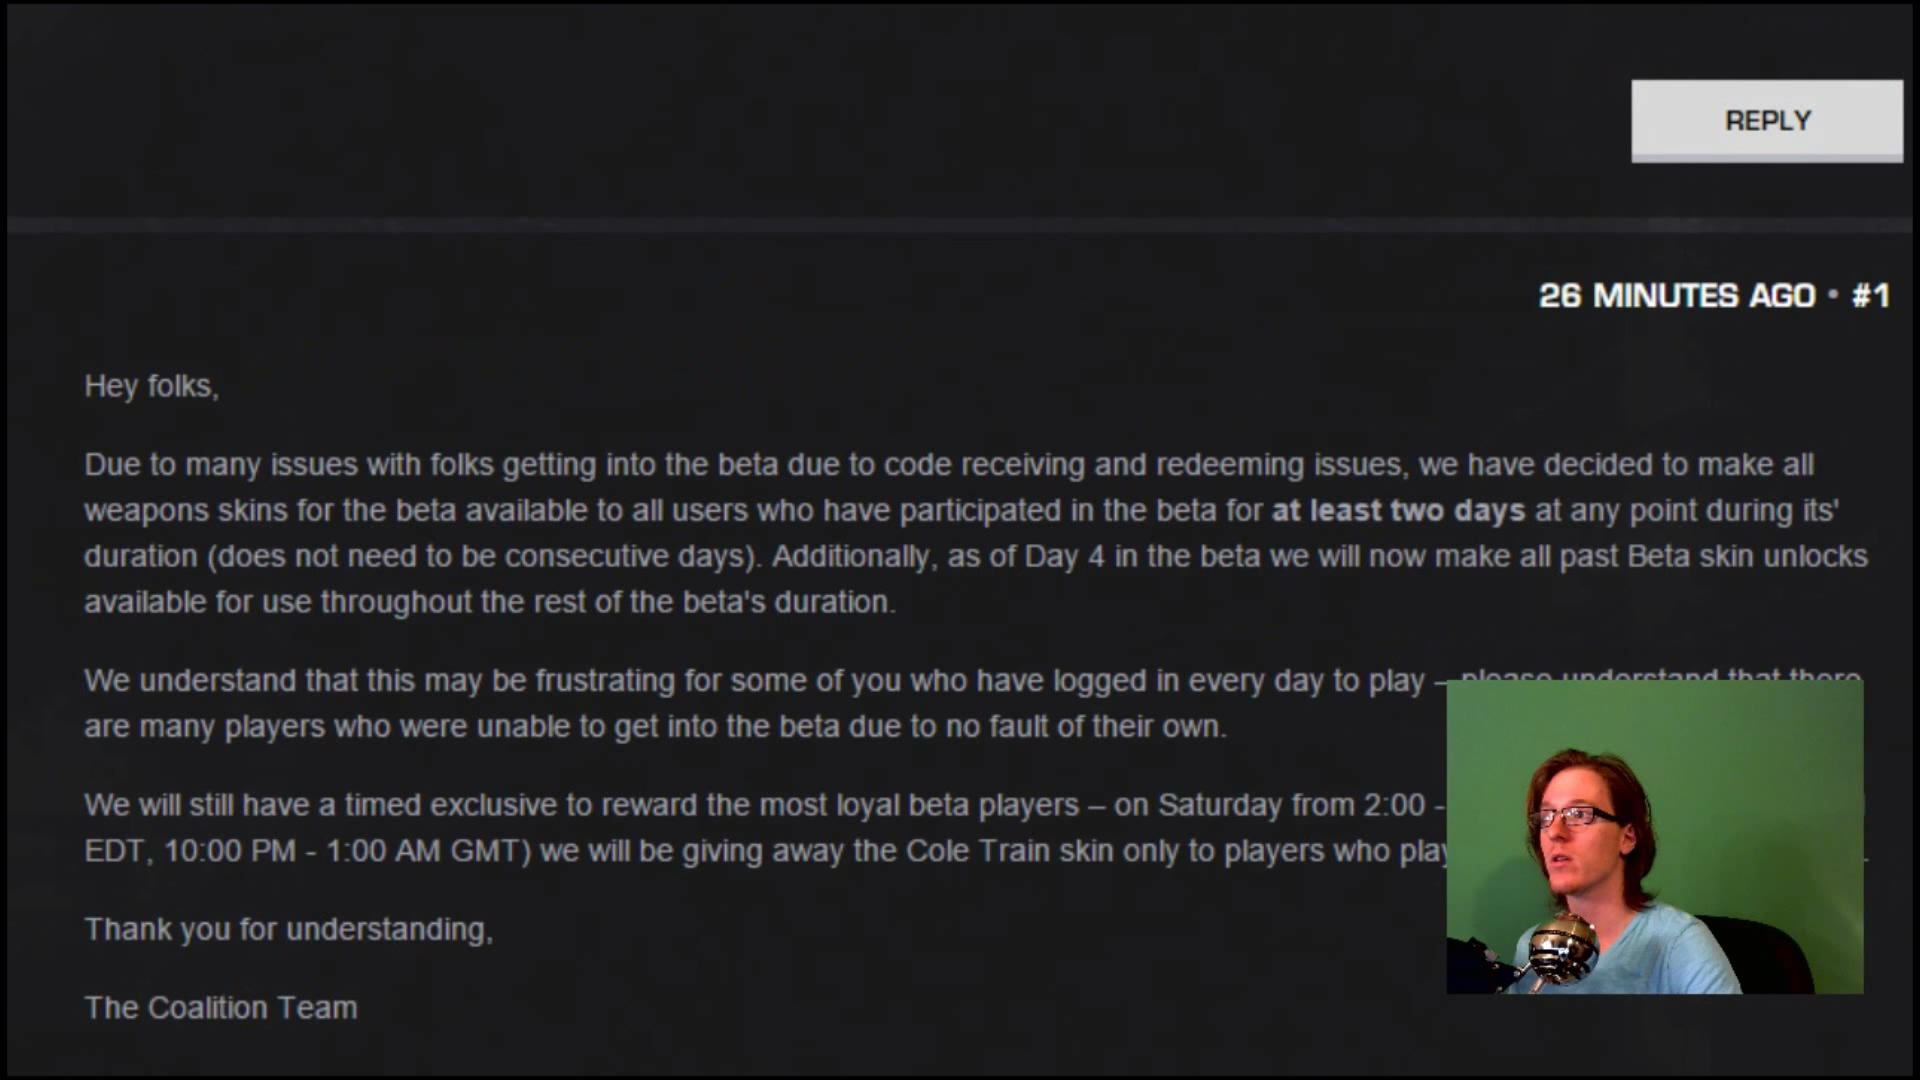 REPLY
26 MINUTES AGO • #1
Hey folks,
Due to many issues with folks getting into the beta due to code receiving and redeeming issues, we have decided to make all
weapons skins for the beta available to all users who have participated in the beta for at least two days at any point during its'
duration (does not need to be consecutive days). Additionally, as of Day 4 in the beta we will now make all past Beta skin unlocks
available for use throughout the rest of the beta's duration.
We understand that this may be frustrating for some of you who have logged in every day to play – please understand that there
are many players who were unable to get into the beta due to no fault of their own.
We will still have a timed exclusive to reward the most loyal beta players – on Saturday from 2:00 -
EDT, 10:00 PM - 1:00 AM GMT) we will be giving away the Cole Train skin only to players who
Thank you for understanding,
The Coalition Team